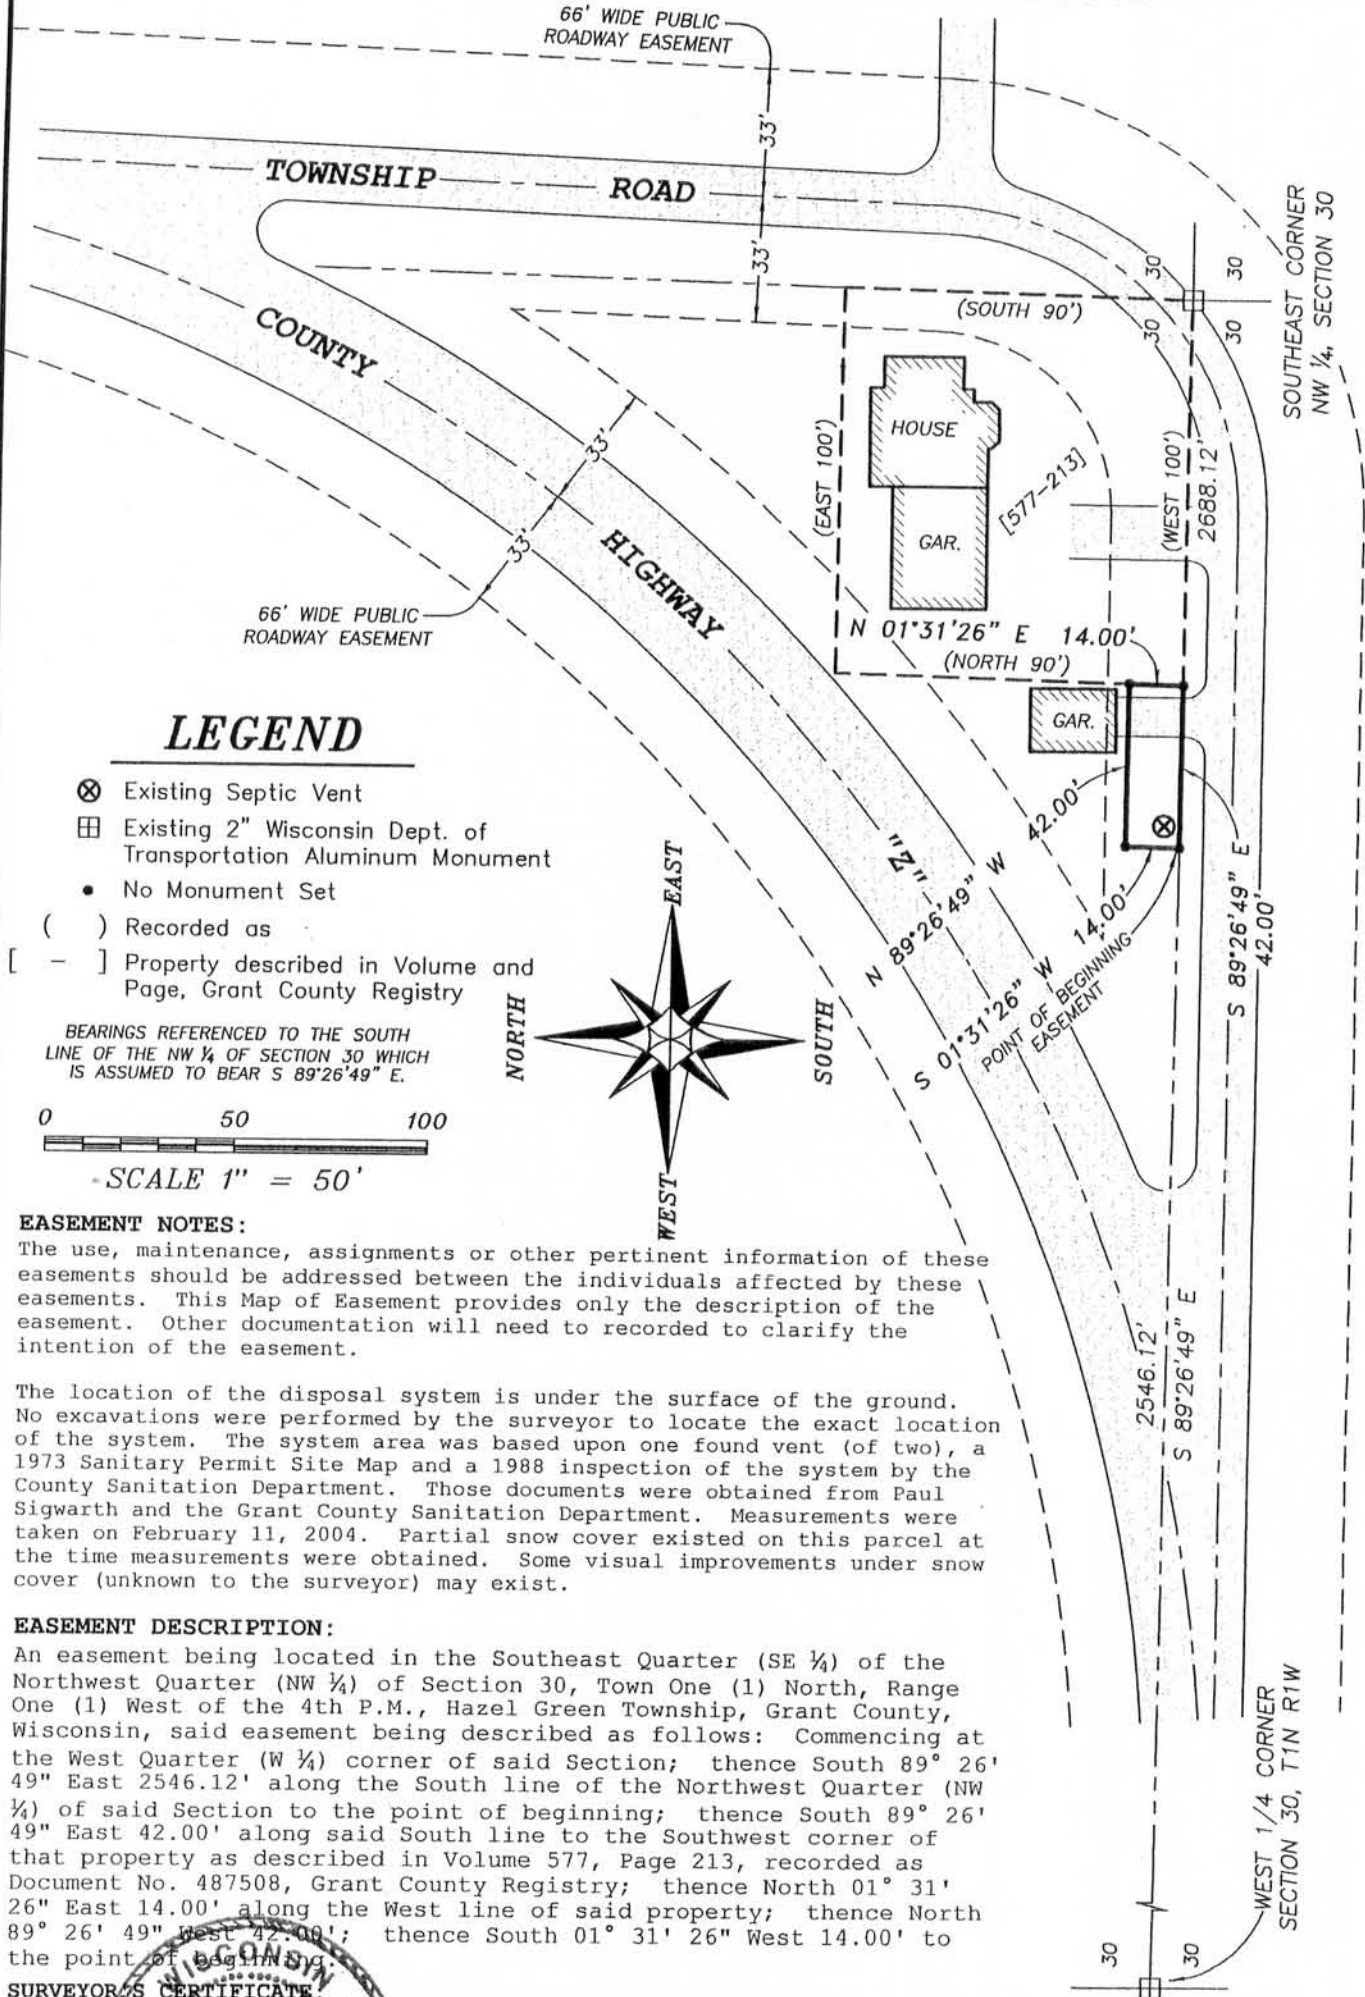 66' WIDE PUBLIC
ROADWAY EASEMENT
33'
TOWNSHIP ROAD
33'
30
30
30
30
SOUTHEAST CORNER
NW ¼, SECTION 30
(SOUTH 90')
COUNTY
HIGHWAY
"Z"
33'
33'
66' WIDE PUBLIC
ROADWAY EASEMENT
HOUSE
(EAST 100')
[577-213]
(WEST 100')
2688.12'
GAR.
N 01°31'26" E 14.00'
(NORTH 90')
GAR.
N 89°26'49" W 42.00'
S 01°31'26" W 14.00'
POINT OF BEGINNING
EASEMENT
S 89°26'49" E
42.00'
LEGEND
Existing Septic Vent
Existing 2" Wisconsin Dept. of
Transportation Aluminum Monument
No Monument Set
( ) Recorded as
[ - ] Property described in Volume and
Page, Grant County Registry
BEARINGS REFERENCED TO THE SOUTH
LINE OF THE NW ¼ OF SECTION 30 WHICH
IS ASSUMED TO BEAR S 89°26'49" E.
EAST
NORTH
SOUTH
WEST
0 50 100
SCALE 1" = 50'
2546.12'
S 89°26'49" E
EASEMENT NOTES:
The use, maintenance, assignments or other pertinent information of these
easements should be addressed between the individuals affected by these
easements. This Map of Easement provides only the description of the
easement. Other documentation will need to recorded to clarify the
intention of the easement.
The location of the disposal system is under the surface of the ground.
No excavations were performed by the surveyor to locate the exact location
of the system. The system area was based upon one found vent (of two), a
1973 Sanitary Permit Site Map and a 1988 inspection of the system by the
County Sanitation Department. Those documents were obtained from Paul
Sigwarth and the Grant County Sanitation Department. Measurements were
taken on February 11, 2004. Partial snow cover existed on this parcel at
the time measurements were obtained. Some visual improvements under snow
cover (unknown to the surveyor) may exist.
EASEMENT DESCRIPTION:
An easement being located in the Southeast Quarter (SE ¼) of the
Northwest Quarter (NW ¼) of Section 30, Town One (1) North, Range
One (1) West of the 4th P.M., Hazel Green Township, Grant County,
Wisconsin, said easement being described as follows: Commencing at
the West Quarter (W ¼) corner of said Section; thence South 89° 26'
49" East 2546.12' along the South line of the Northwest Quarter (NW
¼) of said Section to the point of beginning; thence South 89° 26'
49" East 42.00' along said South line to the Southwest corner of
that property as described in Volume 577, Page 213, recorded as
Document No. 487508, Grant County Registry; thence North 01° 31'
26" East 14.00' along the West line of said property; thence North
89° 26' 49" West 42.00'; thence South 01° 31' 26" West 14.00' to
the point of beginning.
WISCONSIN
SURVEYOR'S CERTIFICATE:
WEST 1/4 CORNER
SECTION 30, T1N R1W
30
30